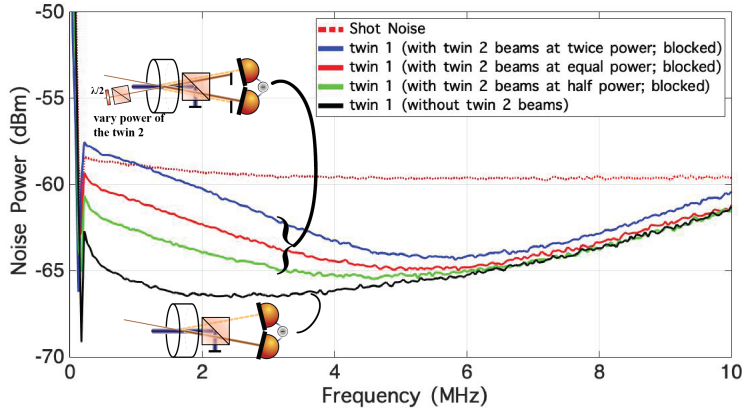 -50
-55
-60
-65
-70
Noise Power (dBm)
0
2
4
6
8
10
Frequency (MHz)
Shot Noise
twin 1 (with twin 2 beams at twice power; blocked)
twin 1 (with twin 2 beams at equal power; blocked)
twin 1 (with twin 2 beams at half power; blocked)
twin 1 (without twin 2 beams)
λ/2
vary power of
the twin 2
-
-